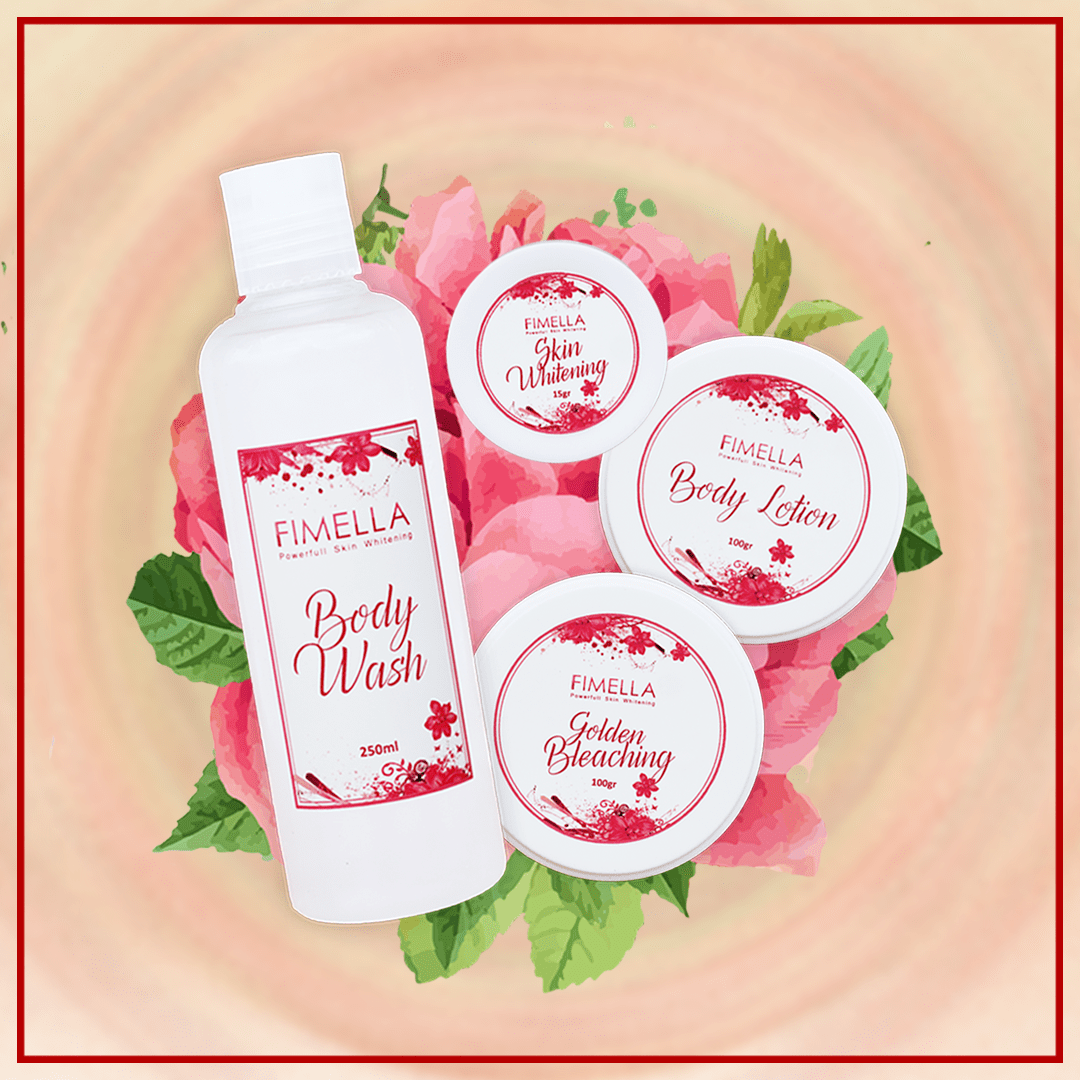 FIMELLA
Powerfull Skin Whitening
Body
Wash
250ml
FIMELLA
Powerfull Skin Whitening
Skin
Whitening
15gr
FIMELLA
Powerfull Skin Whitening
Body Lotion
100gr
FIMELLA
Powerfull Skin Whitening
Golden
Bleaching
100gr